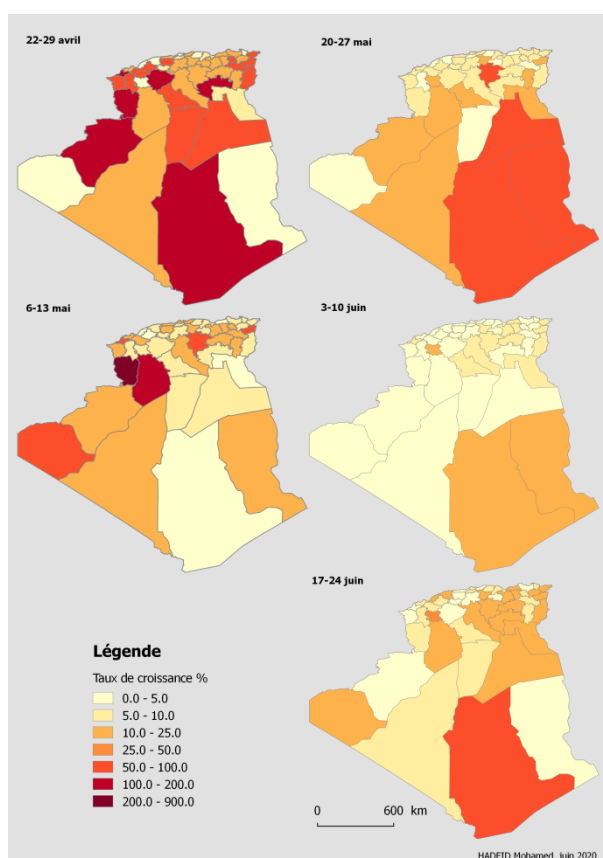 22-29 avril
20-27 mai
6-13 mai
3-10 juin
17-24 juin
Légende
Taux de croissance %
0.0 - 5.0
5.0 - 10.0
10.0 - 25.0
25.0 - 50.0
50.0 - 100.0
100.0 - 200.0
200.0 - 900.0
0 600 km
HADEID Mohamed, juin 2020